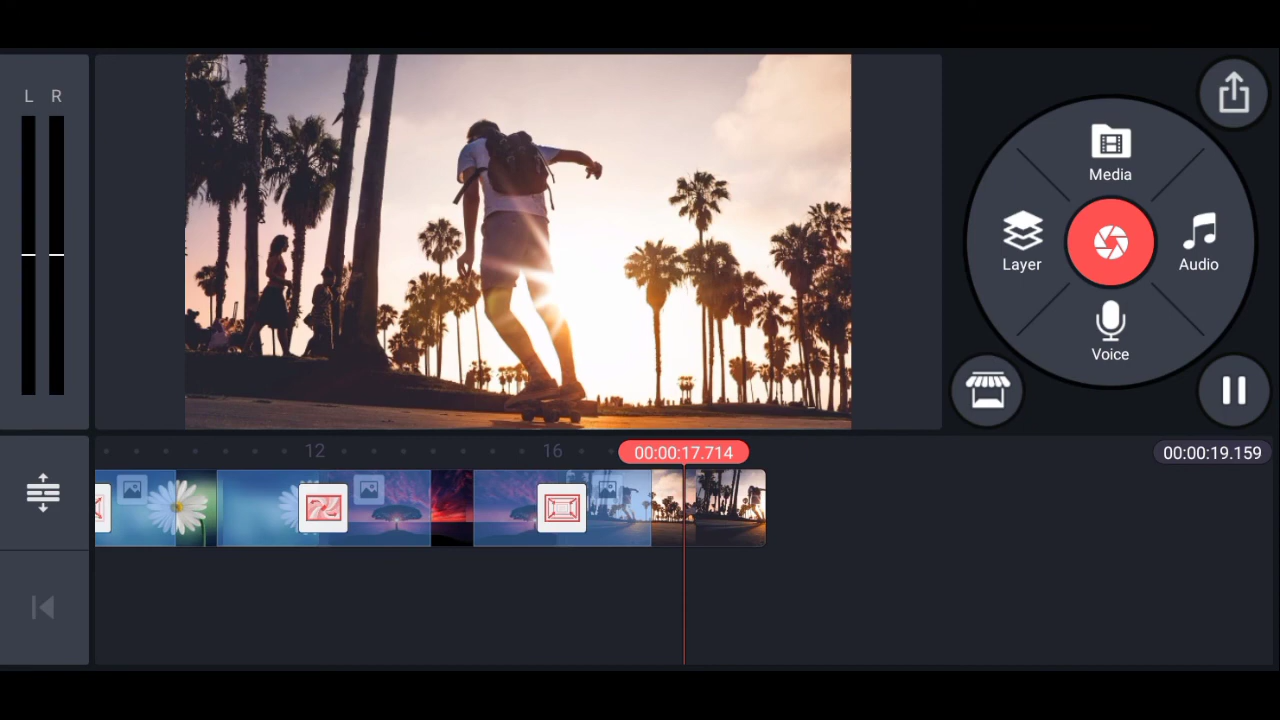 L R
Media
Layer
Audio
Voice
12
16
00:00:17.714
00:00:19.159